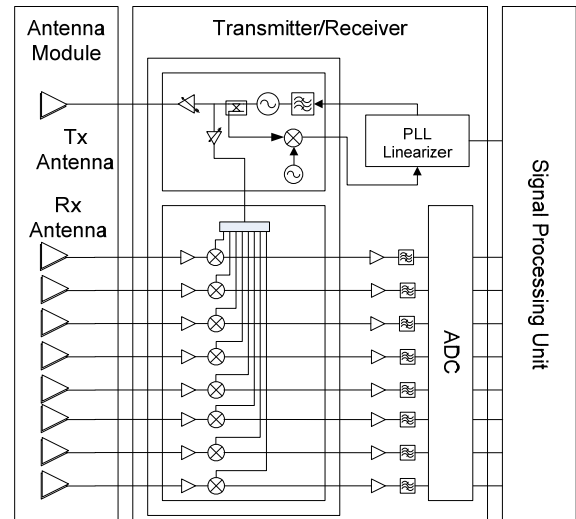 Antenna
Module
Transmitter/Receiver
Tx
Antenna
PLL
Linearizer
Rx
Antenna
ADC
Signal Processing Unit